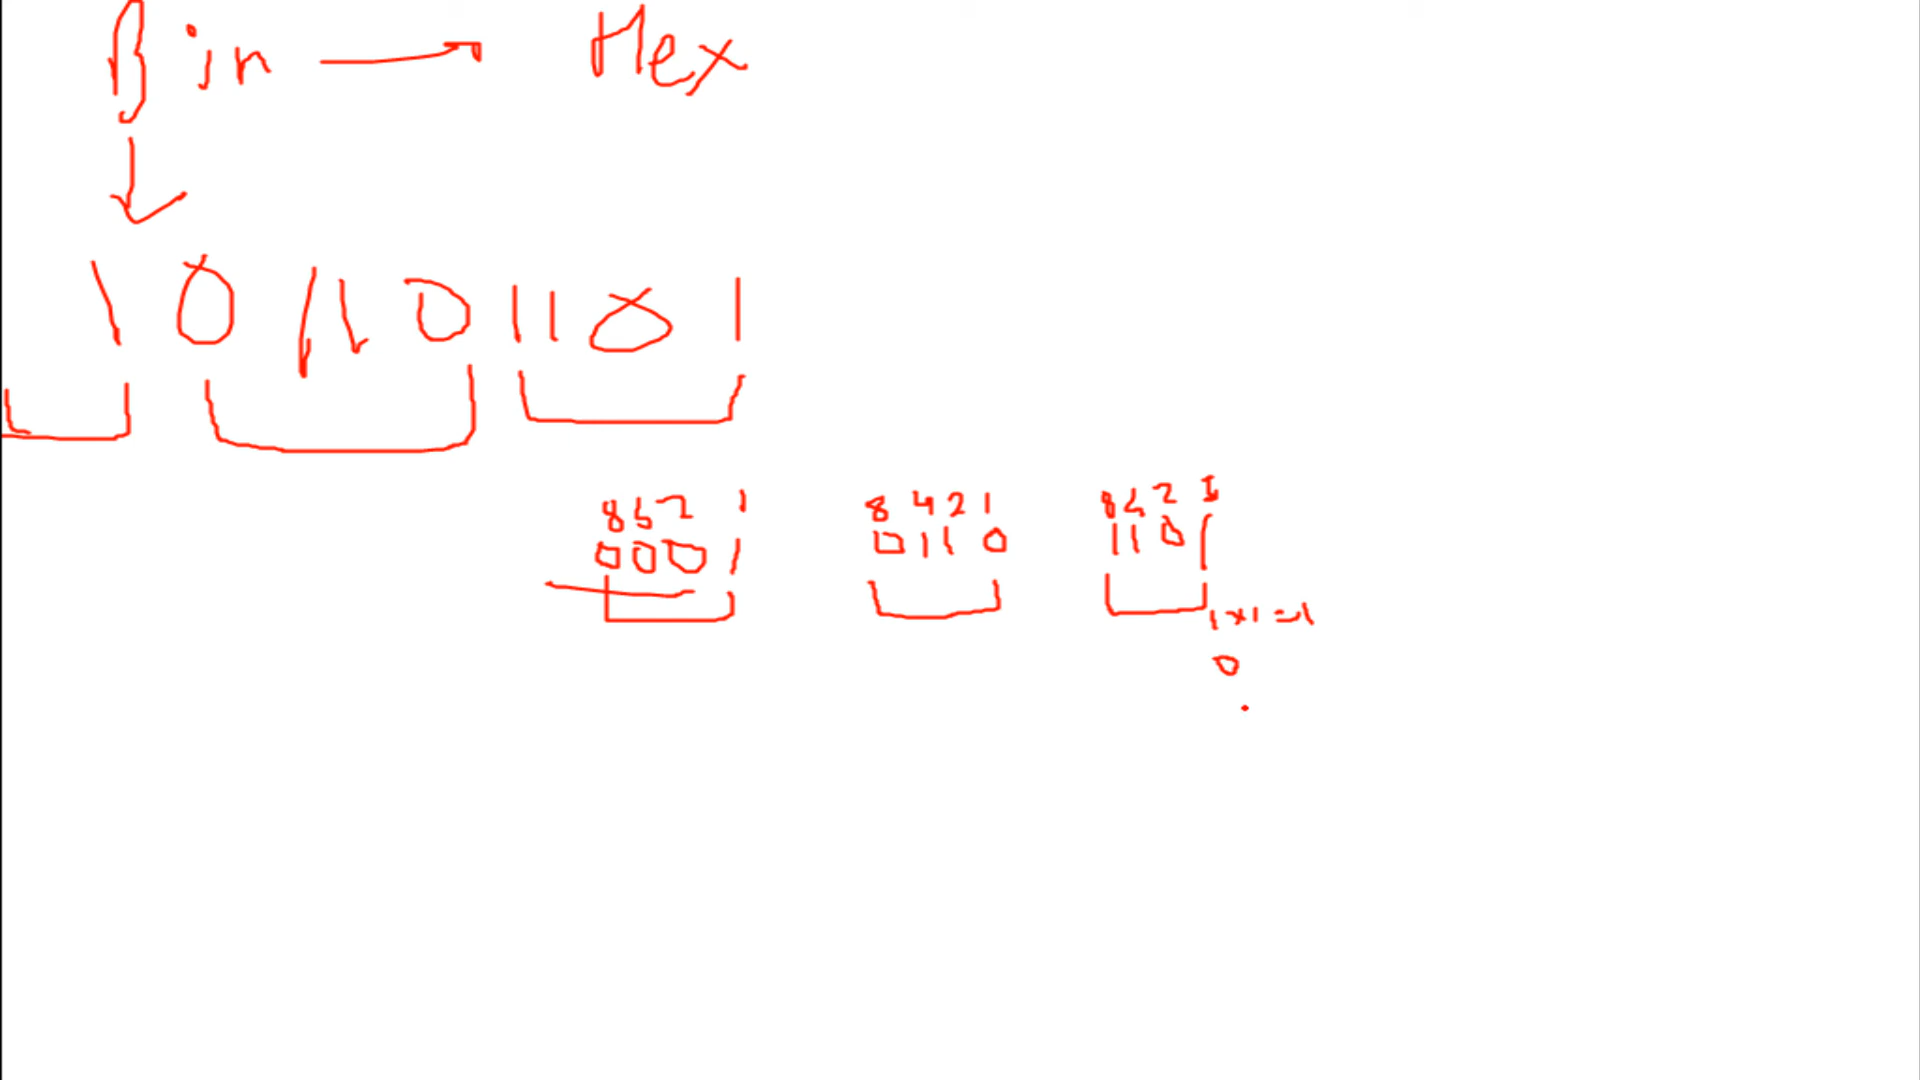 Bin → Hex
1 0 1 1 0 1 1 0 1
8 4 2 1 8 4 2 1 8 4 2 1
0 0 0 1 0 1 1 0 1 1 0 1
1 × 1 = 1
0